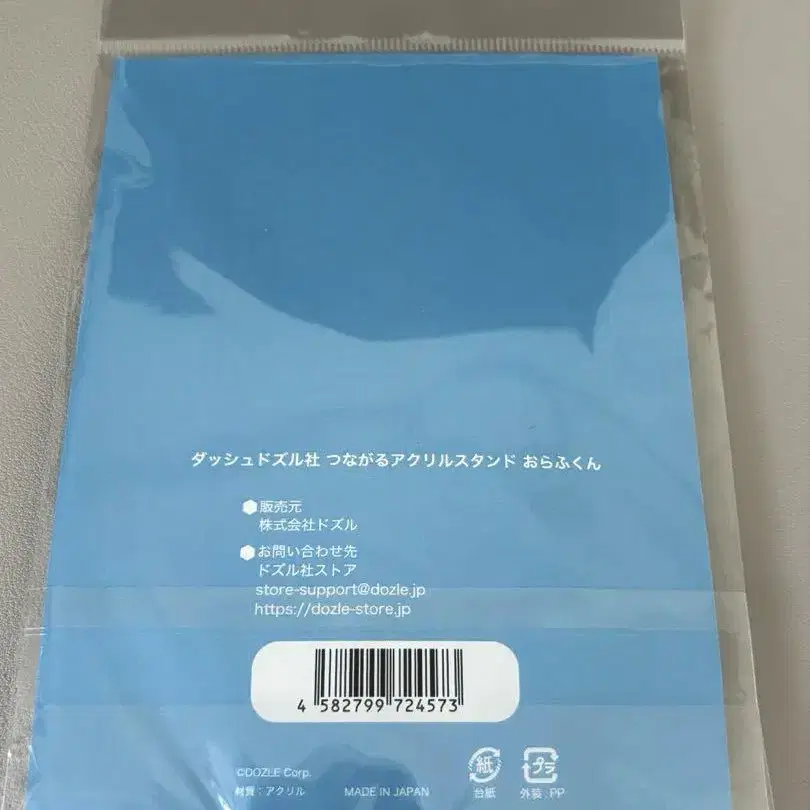 ダッシュドズル社 つながるアクリルスタンド おらふくん
⬢販売元
株式会社ドズル
⬢お問い合わせ先
ドズル社ストア
store-support@dozle.jp
https://dozle-store.jp
4 582799 724573
©DOZLE Corp.
材質：アクリル
MADE IN JAPAN
紙
台紙
プラ
外装：PP